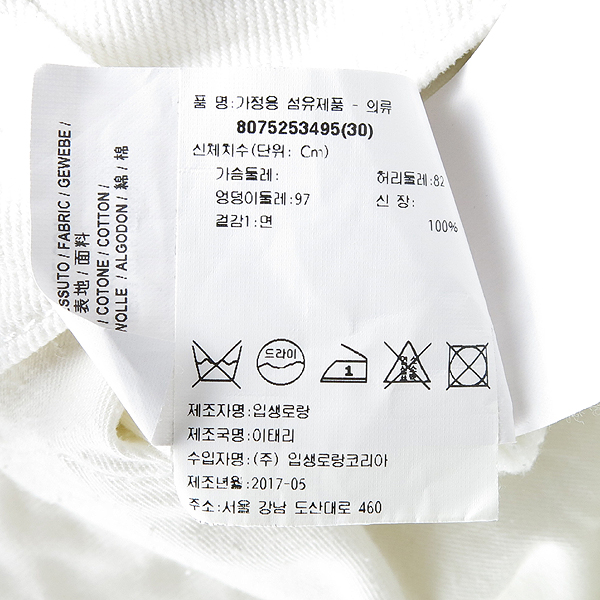 품 명:가정용 섬유제품 - 의류
8075253495(30)
신체치수(단위: Cm)
가슴둘레:
허리둘레:82
엉덩이둘레:97
신 장:
겉감1:면
100%
드라이
1
제조자명:입생로랑
제조국명:이태리
수입자명:(주) 입생로랑코리아
제조년월:2017-05
주소:서울 강남 도산대로 460
SSUTO / FABRIC / GEWEBE /
表地 / 面料
/ COTONE / COTTON /
NOLLE / ALGODON / 綿 / 棉